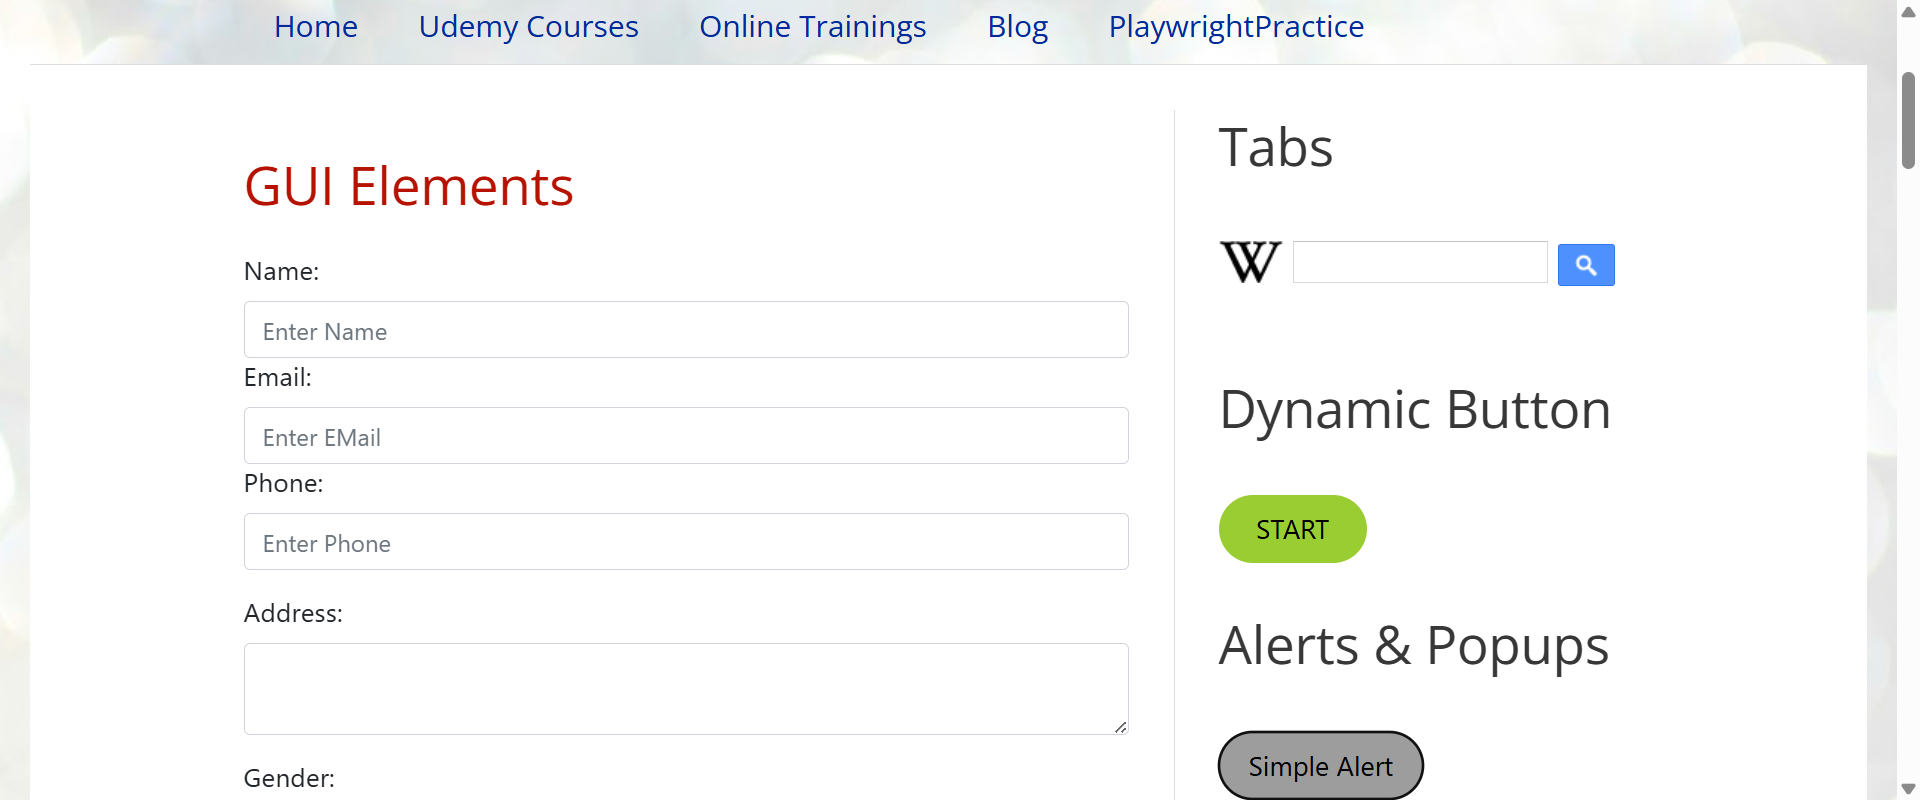 Home Udemy Courses Online Trainings Blog PlaywrightPractice
GUI Elements
Name:
Enter Name
Email:
Enter EMail
Phone:
Enter Phone
Address:
Gender:
Tabs
W
Dynamic Button
START
Alerts & Popups
Simple Alert